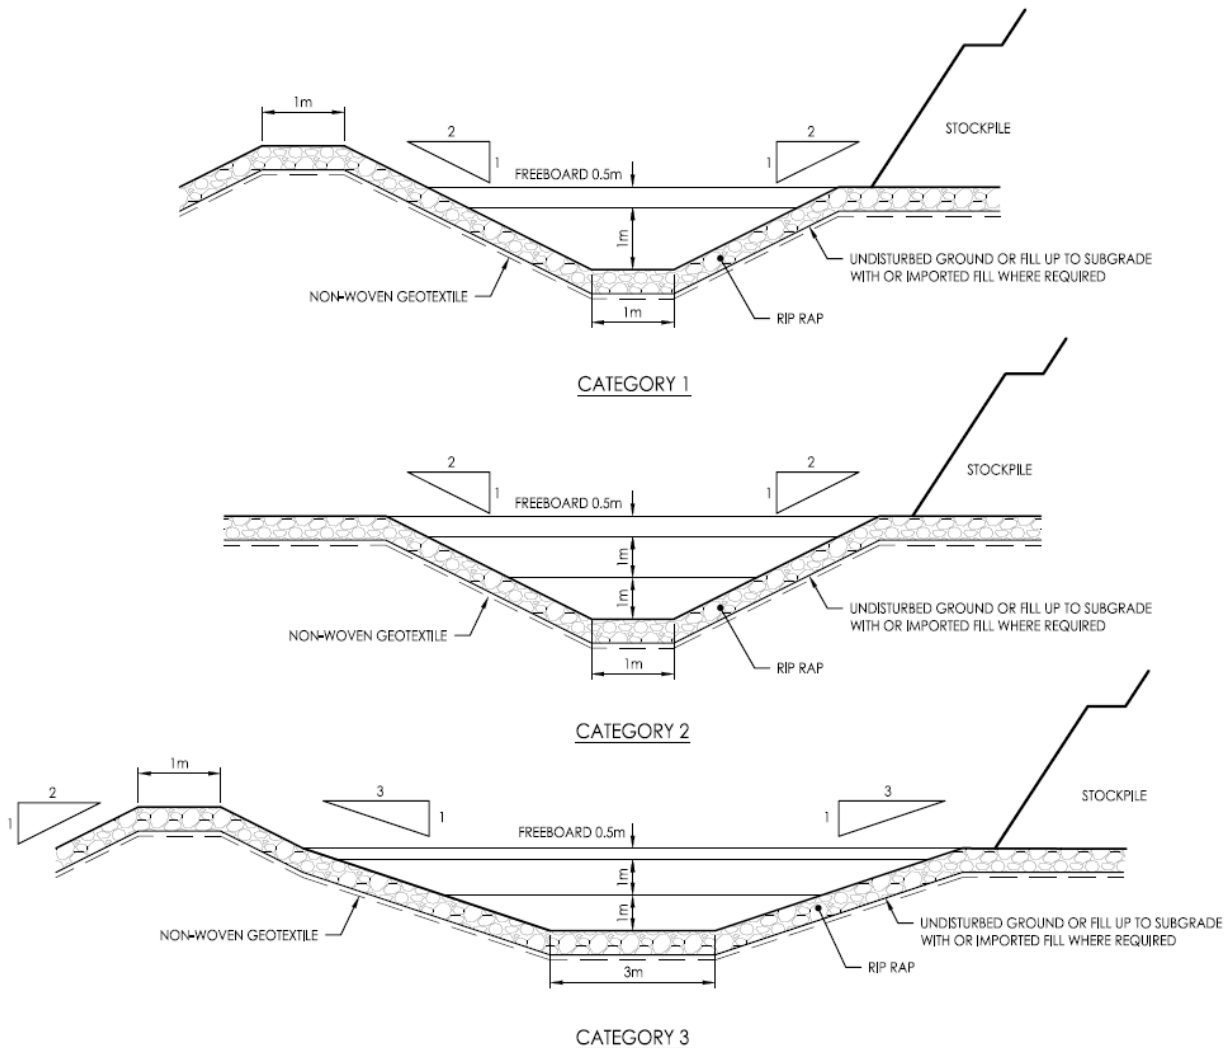 1m
2
1
2
1
STOCKPILE
FREEBOARD 0.5m
1m
UNDISTURBED GROUND OR FILL UP TO SUBGRADE
WITH OR IMPORTED FILL WHERE REQUIRED
NON-WOVEN GEOTEXTILE
1m
RIP RAP
CATEGORY 1
2
1
2
1
STOCKPILE
FREEBOARD 0.5m
1m
1m
UNDISTURBED GROUND OR FILL UP TO SUBGRADE
WITH OR IMPORTED FILL WHERE REQUIRED
NON-WOVEN GEOTEXTILE
1m
RIP RAP
CATEGORY 2
1m
2
1
3
1
3
1
STOCKPILE
FREEBOARD 0.5m
1m
1m
UNDISTURBED GROUND OR FILL UP TO SUBGRADE
WITH OR IMPORTED FILL WHERE REQUIRED
NON-WOVEN GEOTEXTILE
3m
RIP RAP
CATEGORY 3